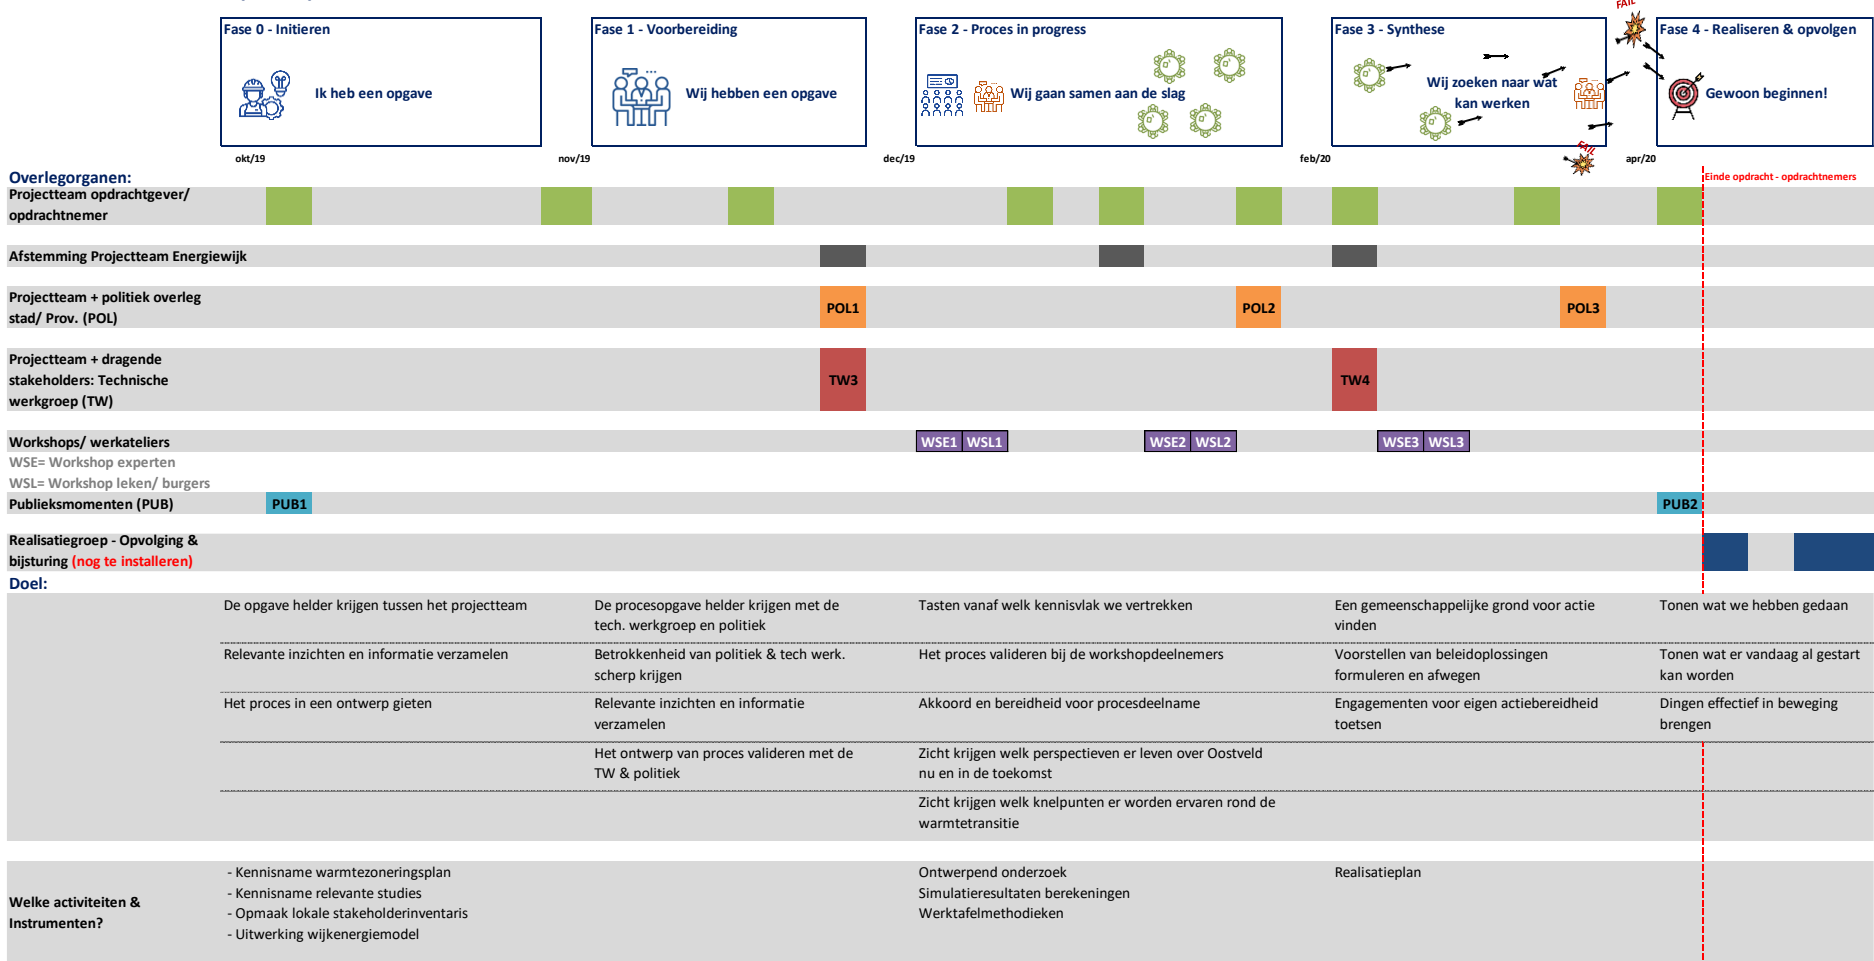 FAIL
Fase 0 - Initieren
Fase 1 - Voorbereiding
Fase 2 - Proces in progress
Fase 3 - Synthese
Fase 4 - Realiseren & opvolgen
Ik heb een opgave
Wij hebben een opgave
Wij gaan samen aan de slag
Wij zoeken naar wat
kan werken
Gewoon beginnen!
FAIL
okt/19
nov/19
dec/19
feb/20
apr/20
Overlegorganen:
Einde opdracht - opdrachtnemers
Projectteam opdrachtgever/
opdrachtnemer
Afstemming Projectteam Energiewijk
Projectteam + politiek overleg
stad/ Prov. (POL)
POL1
POL2
POL3
Projectteam + dragende
stakeholders: Technische
werkgroep (TW)
TW3
TW4
Workshops/ werkateliers
WSE1
WSL1
WSE2
WSL2
WSE3
WSL3
WSE= Workshop experten
WSL= Workshop leken/ burgers
Publieksmomenten (PUB)
PUB1
PUB2
Realisatiegroep - Opvolging &
bijsturing (nog te installeren)
Doel:
De opgave helder krijgen tussen het projectteam
De procesopgave helder krijgen met de
tech. werkgroep en politiek
Tasten vanaf welk kennisvlak we vertrekken
Een gemeenschappelijke grond voor actie
vinden
Tonen wat we hebben gedaan
Relevante inzichten en informatie verzamelen
Betrokkenheid van politiek & tech werk.
scherp krijgen
Het proces valideren bij de workshopdeelnemers
Voorstellen van beleidoplossingen
formuleren en afwegen
Tonen wat er vandaag al gestart
kan worden
Het proces in een ontwerp gieten
Relevante inzichten en informatie
verzamelen
Akkoord en bereidheid voor procesdeelname
Engagementen voor eigen actiebereidheid
toetsen
Dingen effectief in beweging
brengen
Het ontwerp van proces valideren met de
TW & politiek
Zicht krijgen welk perspectieven er leven over Oostveld
nu en in de toekomst
Zicht krijgen welk knelpunten er worden ervaren rond de
warmtetransitie
Welke activiteiten &
Instrumenten?
- Kennisname warmtezoneringsplan
- Kennisname relevante studies
- Opmaak lokale stakeholderinventaris
- Uitwerking wijkenergiemodel
Ontwerpend onderzoek
Simulatieresultaten berekeningen
Werktafelmethodieken
Realisatieplan